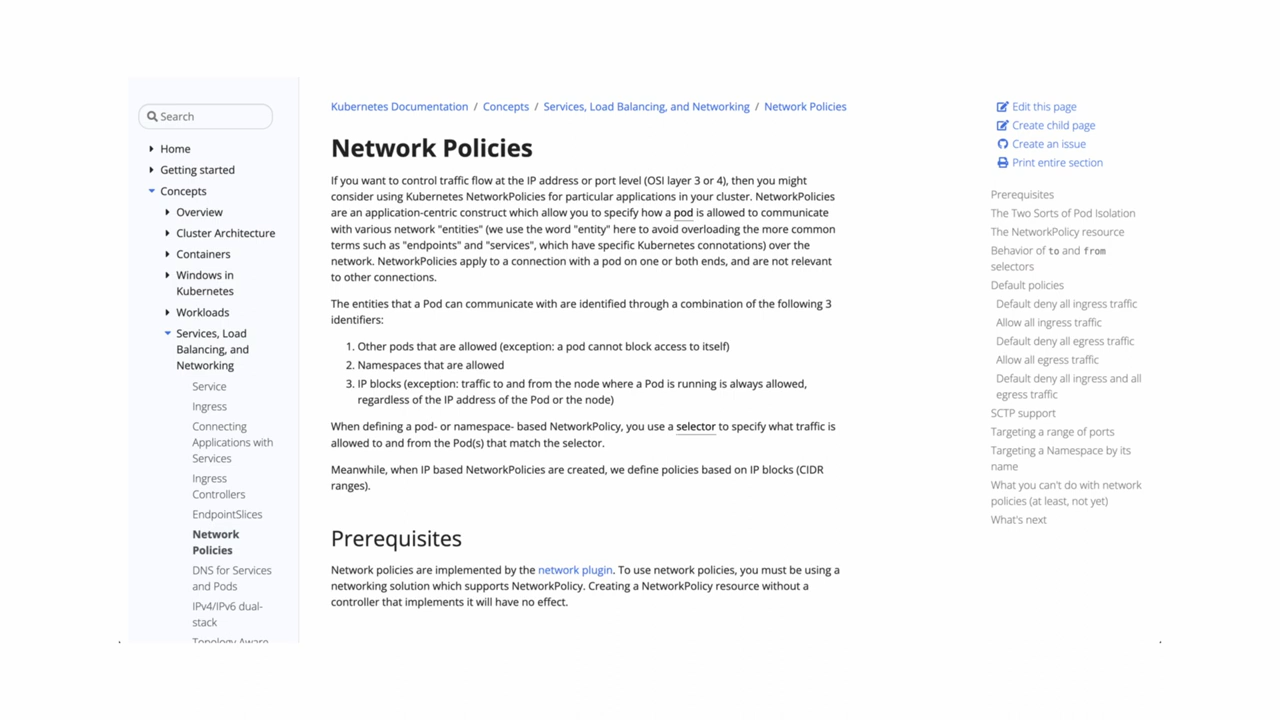 Search
Home
Getting started
Concepts
Overview
Cluster Architecture
Containers
Windows in
Kubernetes
Workloads
Services, Load
Balancing, and
Networking
Service
Ingress
Connecting
Applications with
Services
Ingress
Controllers
EndpointSlices
Network
Policies
DNS for Services
and Pods
IPv4/IPv6 dual-
stack
Topology Aware
Kubernetes Documentation / Concepts / Services, Load Balancing, and Networking / Network Policies
Network Policies
If you want to control traffic flow at the IP address or port level (OSI layer 3 or 4), then you might
consider using Kubernetes NetworkPolicies for particular applications in your cluster. NetworkPolicies
are an application-centric construct which allow you to specify how a pod is allowed to communicate
with various network "entities" (we use the word "entity" here to avoid overloading the more common
terms such as "endpoints" and "services", which have specific Kubernetes connotations) over the
network. NetworkPolicies apply to a connection with a pod on one or both ends, and are not relevant
to other connections.
The entities that a Pod can communicate with are identified through a combination of the following 3
identifiers:
1. Other pods that are allowed (exception: a pod cannot block access to itself)
2. Namespaces that are allowed
3. IP blocks (exception: traffic to and from the node where a Pod is running is always allowed,
regardless of the IP address of the Pod or the node)
When defining a pod- or namespace- based NetworkPolicy, you use a selector to specify what traffic is
allowed to and from the Pod(s) that match the selector.
Meanwhile, when IP based NetworkPolicies are created, we define policies based on IP blocks (CIDR
ranges).
Prerequisites
Network policies are implemented by the network plugin. To use network policies, you must be using a
networking solution which supports NetworkPolicy. Creating a NetworkPolicy resource without a
controller that implements it will have no effect.
Edit this page
Create child page
Create an issue
Print entire section
Prerequisites
The Two Sorts of Pod Isolation
The NetworkPolicy resource
Behavior of to and from
selectors
Default policies
Default deny all ingress traffic
Allow all ingress traffic
Default deny all egress traffic
Allow all egress traffic
Default deny all ingress and all
egress traffic
SCTP support
Targeting a range of ports
Targeting a Namespace by its
name
What you can't do with network
policies (at least, not yet)
What's next